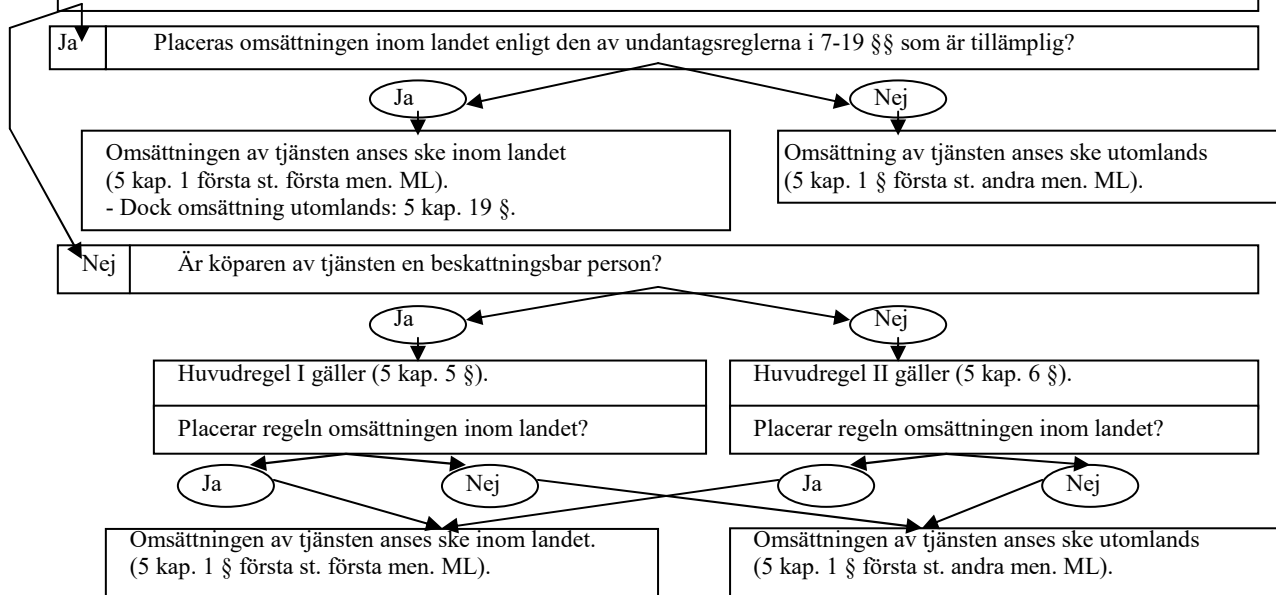 Ja Placeras omsättningen inom landet enligt den av undantagsreglerna i 7-19 §§ som är tillämplig?
Ja
Nej
Omsättningen av tjänsten anses ske inom landet
(5 kap. 1 första st. första men. ML).
- Dock omsättning utomlands: 5 kap. 19 §.
Omsättning av tjänsten anses ske utomlands
(5 kap. 1 § första st. andra men. ML).
Nej Är köparen av tjänsten en beskattningsbar person?
Ja
Nej
Huvudregel I gäller (5 kap. 5 §).
Placerar regeln omsättningen inom landet?
Huvudregel II gäller (5 kap. 6 §).
Placerar regeln omsättningen inom landet?
Ja
Nej
Ja
Nej
Omsättningen av tjänsten anses ske inom landet.
(5 kap. 1 § första st. första men. ML).
Omsättningen av tjänsten anses ske utomlands
(5 kap. 1 § första st. andra men. ML).